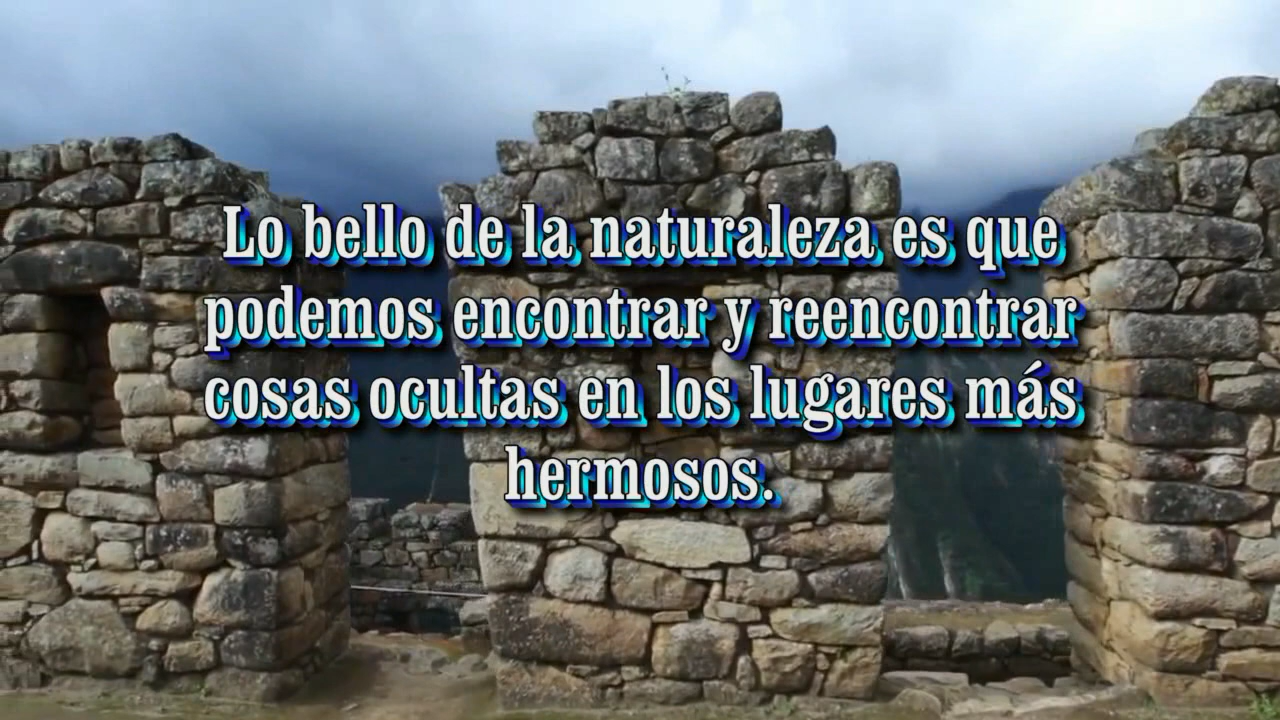 Lo bello de la naturaleza es que
podemos encontrar y reencontrar
cosas ocultas en los lugares más
hermosos.